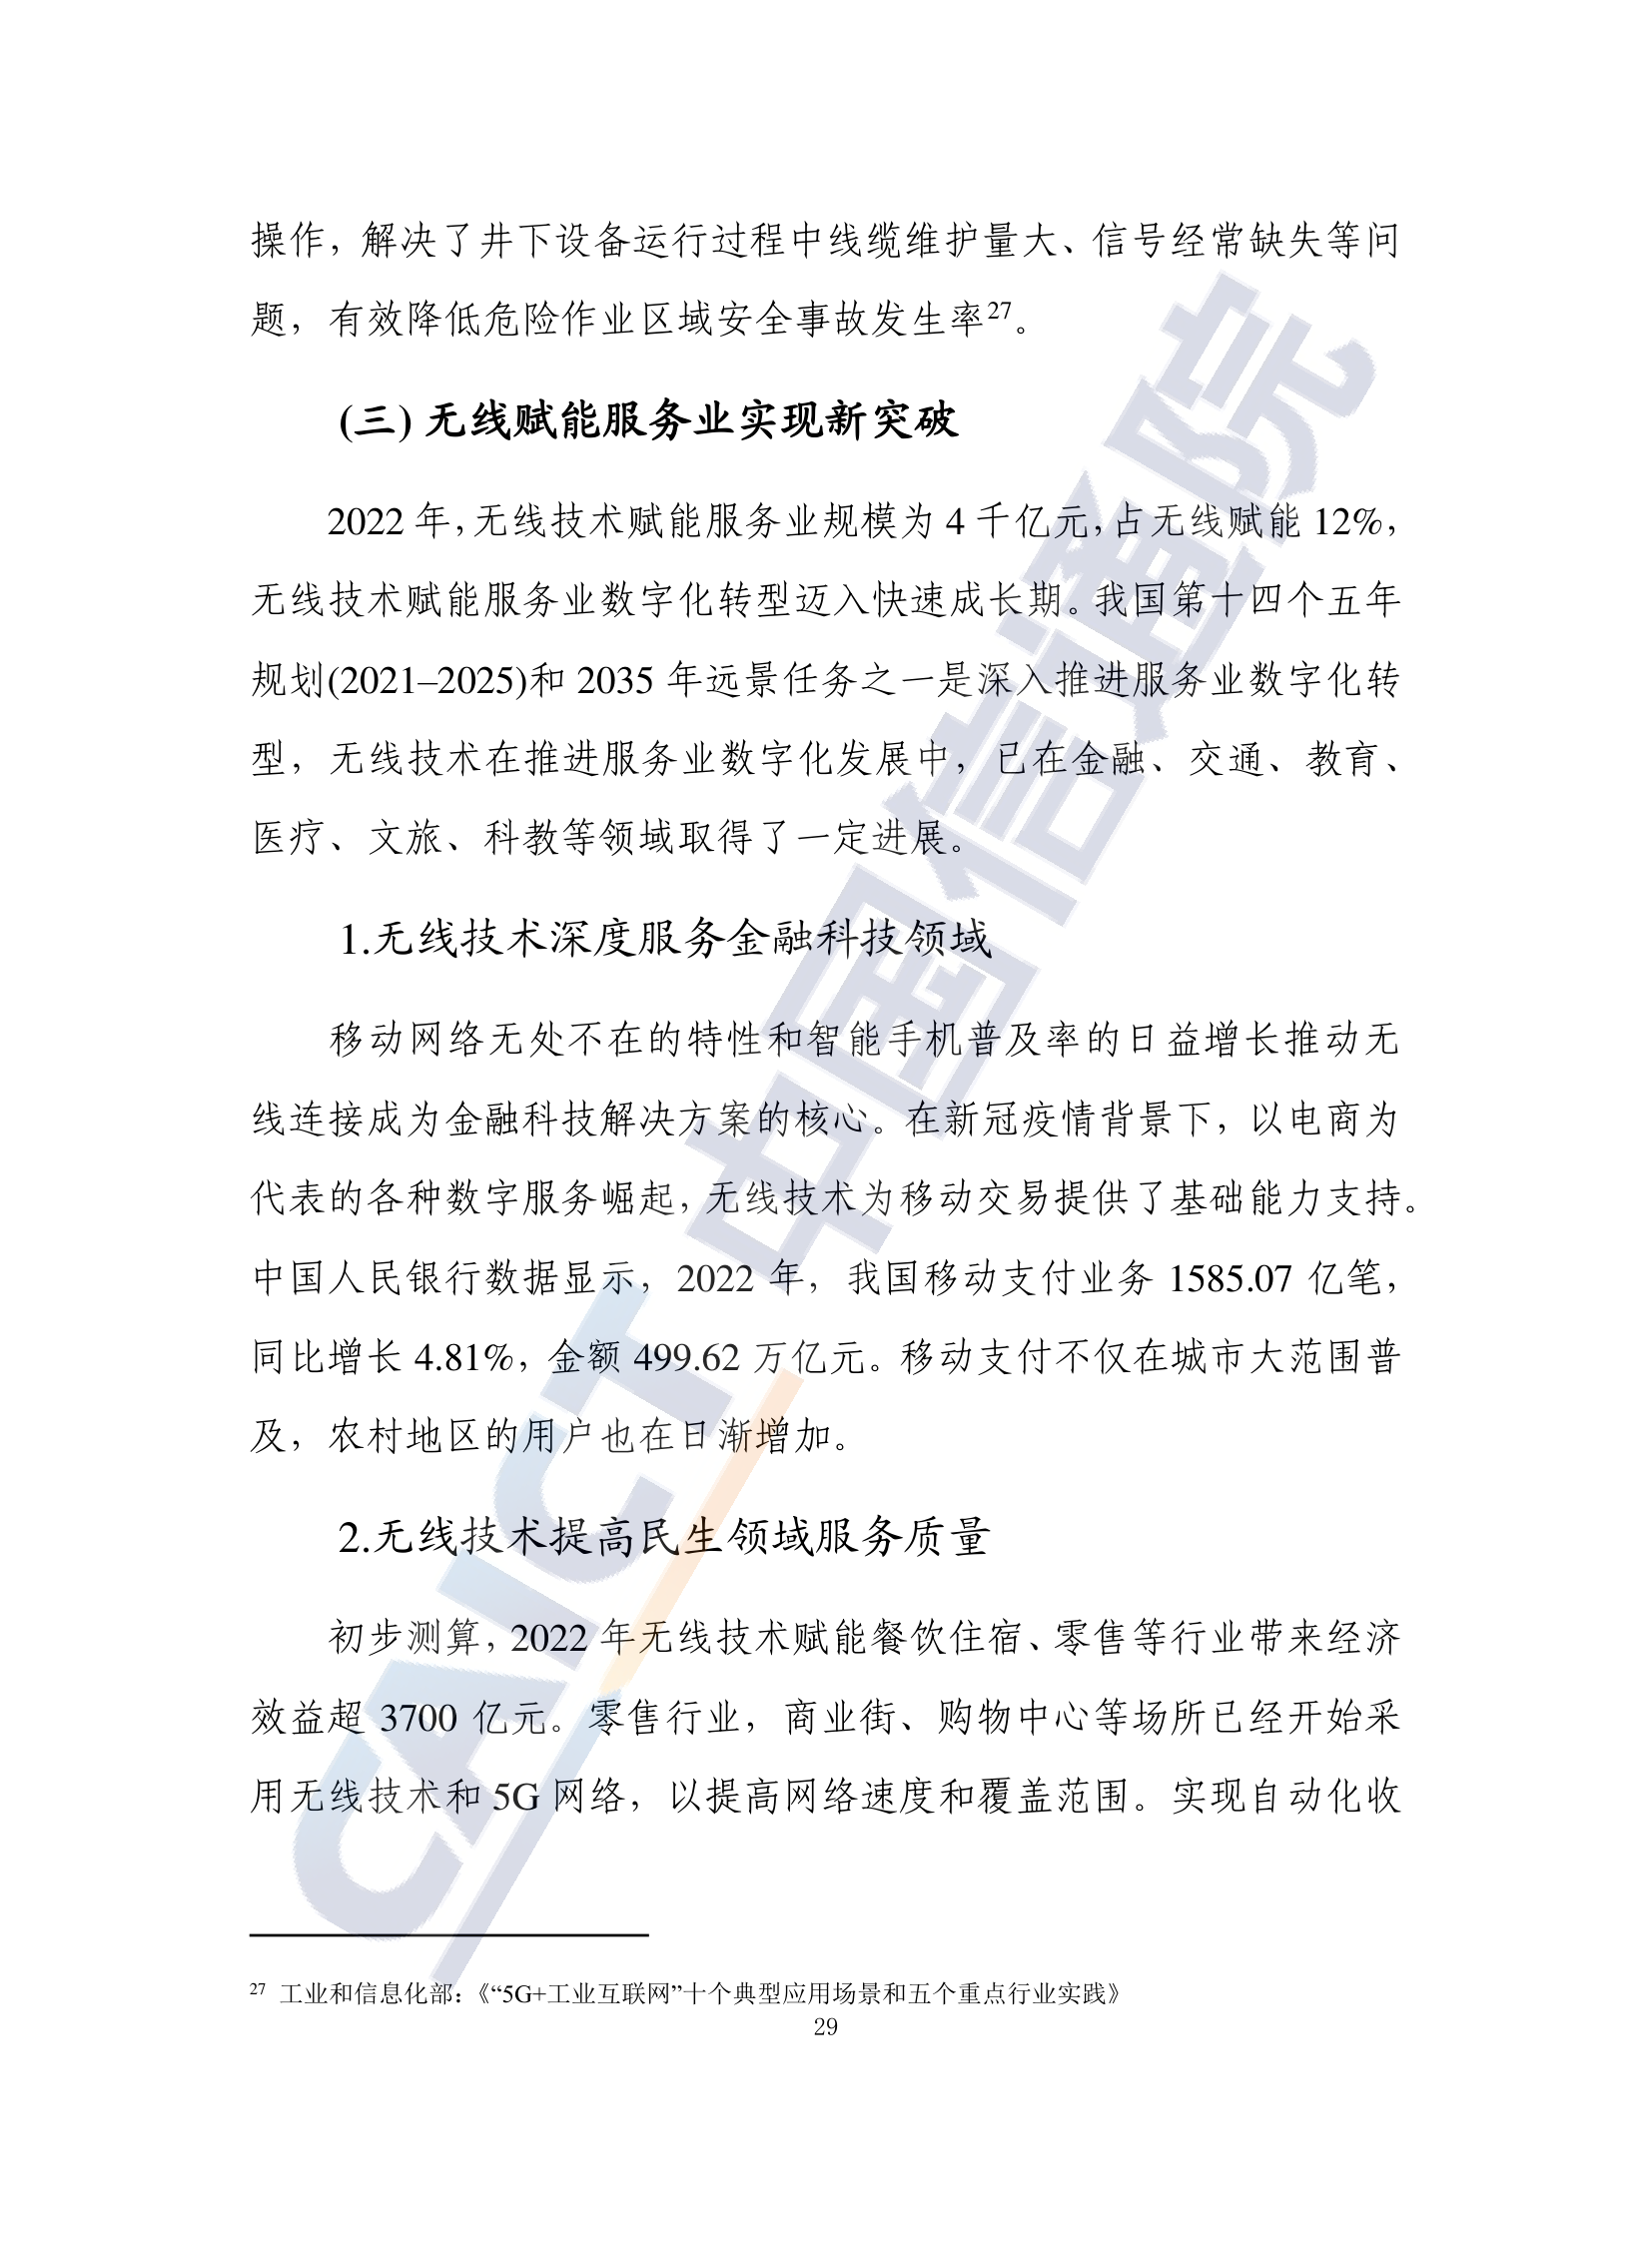 操作，解决了井下设备运行过程中线缆维护量大、信号经常缺失等问
题，有效降低危险作业区域安全事故发生率27。
(三) 无线赋能服务业实现新突破
2022 年，无线技术赋能服务业规模为 4 千亿元，占无线赋能 12%，
无线技术赋能服务业数字化转型迈入快速成长期。我国第十四个五年
规划(2021–2025)和 2035 年远景任务之一是深入推进服务业数字化转
型，无线技术在推进服务业数字化发展中，已在金融、交通、教育、
医疗、文旅、科教等领域取得了一定进展。
1.无线技术深度服务金融科技领域
移动网络无处不在的特性和智能手机普及率的日益增长推动无
线连接成为金融科技解决方案的核心。在新冠疫情背景下，以电商为
代表的各种数字服务崛起，无线技术为移动交易提供了基础能力支持。
中国人民银行数据显示，2022 年，我国移动支付业务 1585.07 亿笔，
同比增长 4.81%，金额 499.62 万亿元。移动支付不仅在城市大范围普
及，农村地区的用户也在日渐增加。
2.无线技术提高民生领域服务质量
初步测算，2022 年无线技术赋能餐饮住宿、零售等行业带来经济
效益超 3700 亿元。零售行业，商业街、购物中心等场所已经开始采
用无线技术和 5G 网络，以提高网络速度和覆盖范围。实现自动化收
27 工业和信息化部：《“5G+工业互联网”十个典型应用场景和五个重点行业实践》
29
CAICT 中国信通院